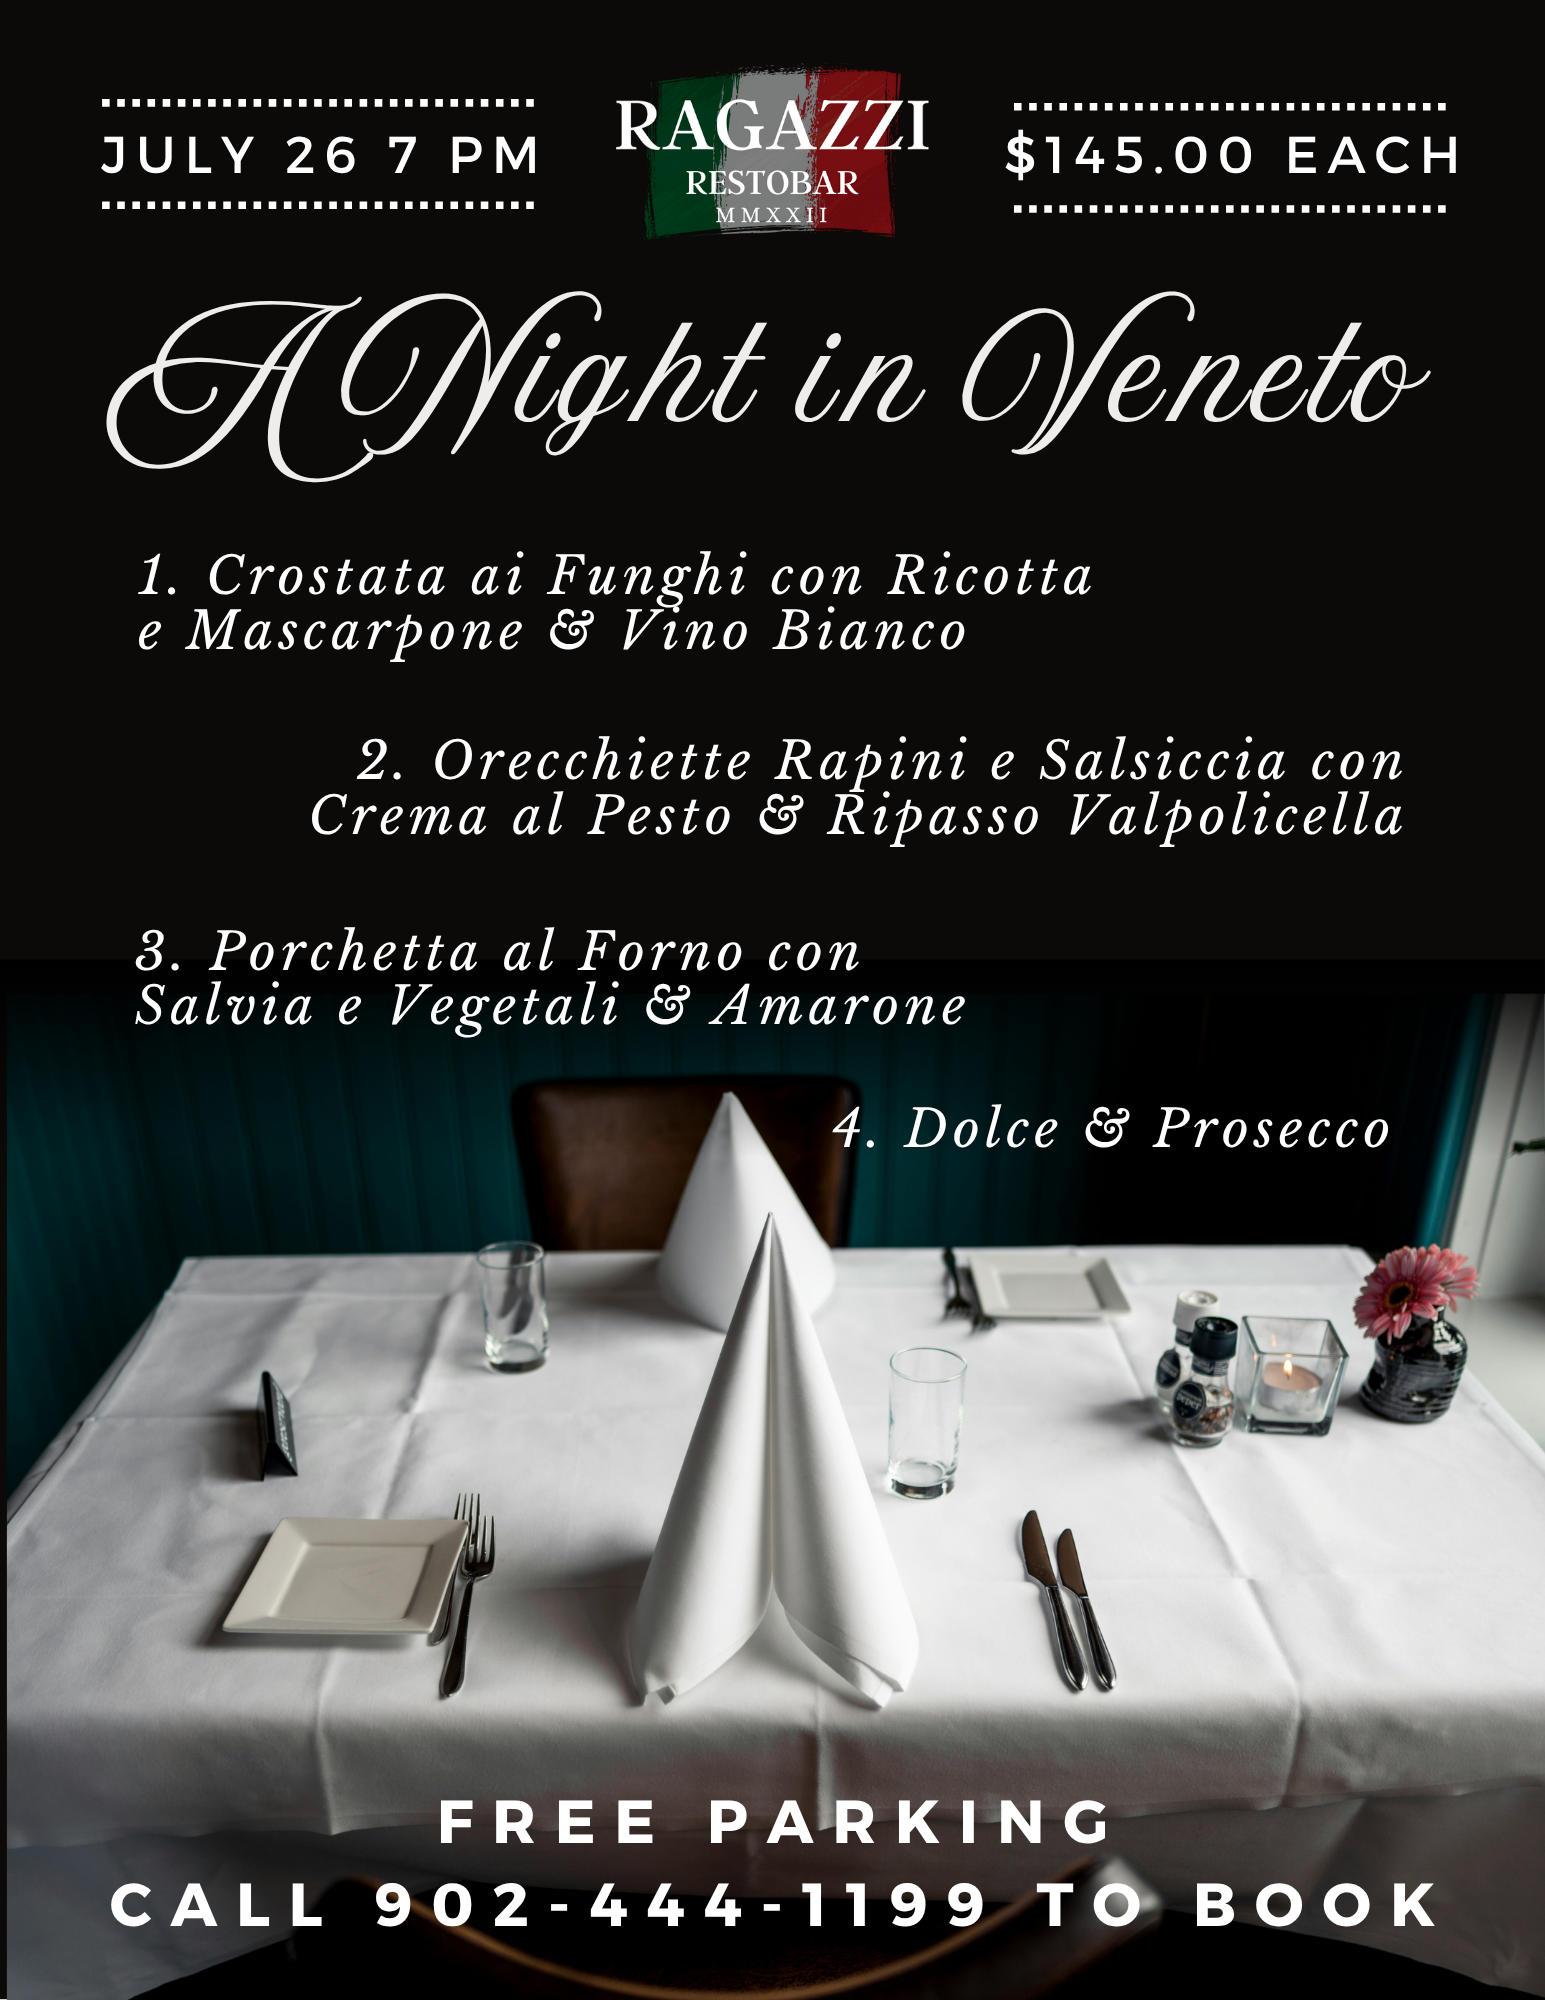 JULY 26 7 PM
RAGAZZI
RESTOBAR
MMXXII
$145.00 EACH
A Night in Veneto
1. Crostata ai Funghi con Ricotta
e Mascarpone & Vino Bianco
2. Orecchiette Rapini e Salsiccia con
Crema al Pesto & Ripasso Valpolicella
3. Porchetta al Forno con
Salvia e Vegetali & Amarone
4. Dolce & Prosecco
FREE PARKING
CALL 902-444-1199 TO BOOK